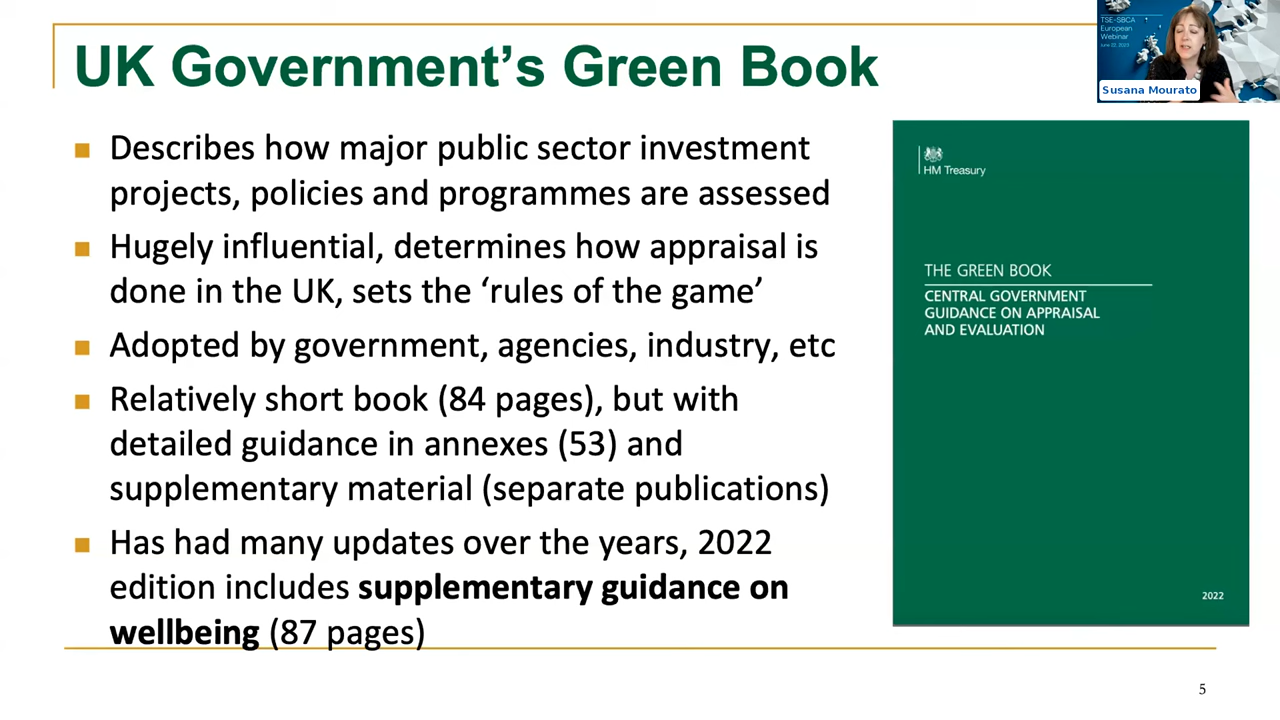 UK Government’s Green Book
TSE-SBCA
European
Webinar
June 22, 2023
Susana Mourato
Describes how major public sector investment
projects, policies and programmes are assessed
Hugely influential, determines how appraisal is
done in the UK, sets the ‘rules of the game’
Adopted by government, agencies, industry, etc
Relatively short book (84 pages), but with
detailed guidance in annexes (53) and
supplementary material (separate publications)
Has had many updates over the years, 2022
edition includes supplementary guidance on
wellbeing (87 pages)
HM Treasury
THE GREEN BOOK
CENTRAL GOVERNMENT
GUIDANCE ON APPRAISAL
AND EVALUATION
2022
5